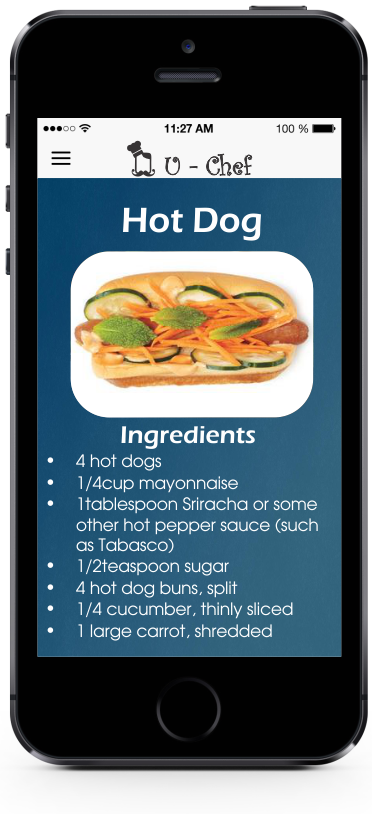 11:27 AM
100 %
U - Chef
Hot Dog
Ingredients
• 4 hot dogs
• 1/4cup mayonnaise
• 1tablespoon Sriracha or some
other hot pepper sauce (such
as Tabasco)
• 1/2teaspoon sugar
• 4 hot dog buns, split
• 1/4 cucumber, thinly sliced
• 1 large carrot, shredded